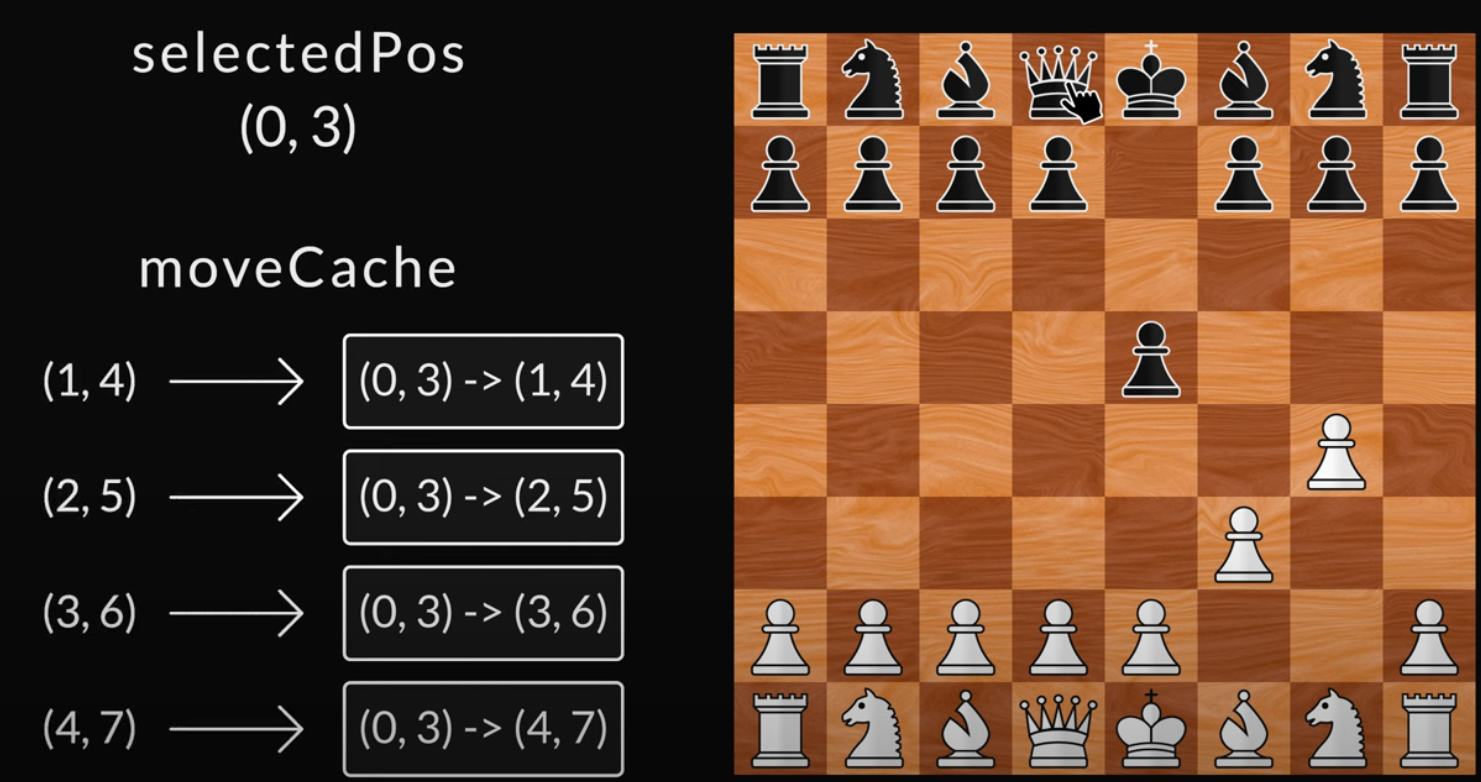 selectedPos
(0, 3)
moveCache
(1, 4) (0, 3) -> (1, 4)
(2, 5) (0, 3) -> (2, 5)
(3, 6) (0, 3) -> (3, 6)
(4, 7) (0, 3) -> (4, 7)